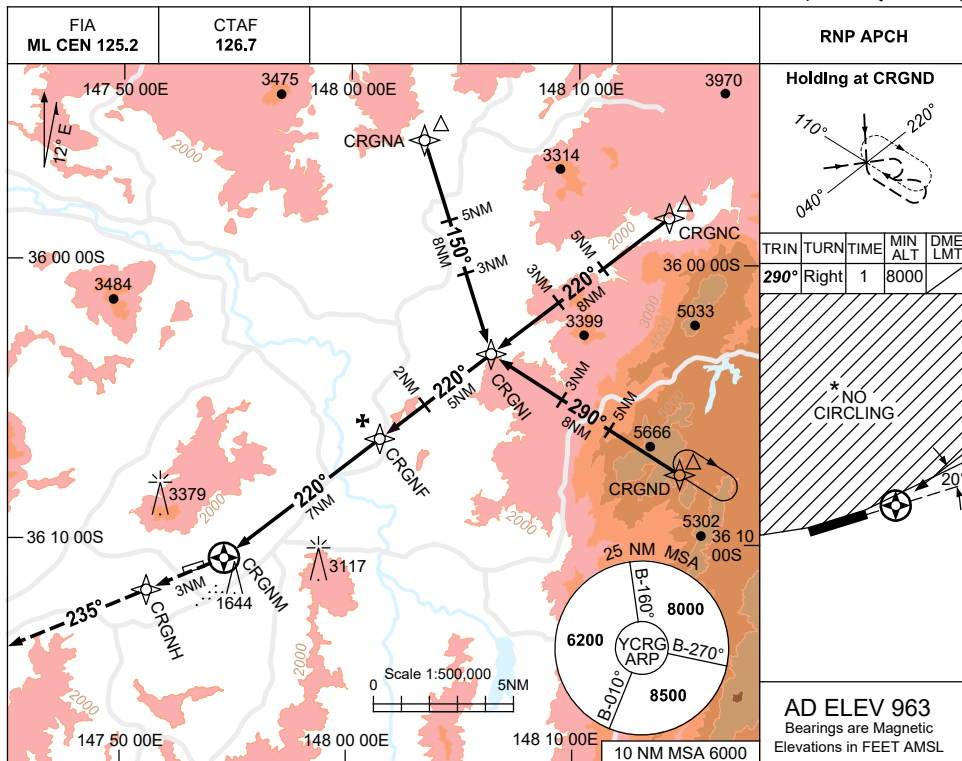 FIA
ML CEN 125.2
CTAF
126.7
RNP APCH
147 50 00E
148 00 00E
148 10 00E
3475
3970
12° E
2000
CRGNA
3314
2000
CRGNC
5NM
8NM
150°
3NM
5NM
3NM
220°
8NM
36 00 00S
36 00 00S
3484
3000
5033
3399
CRGNI
2NM
220°
5NM
3NM
290°
8NM
5NM
5666
CRGND
CRGNF
220°
7NM
3379
2000
5302
36 10 00S
36 10
00S
3117
CRGNM
1644
3NM
CRGNH
235°
2000
2000
Scale 1:500,000
0
5NM
25 NM MSA
B-160°
8000
6200
YCRG
ARP
B-270°
B-010°
8500
147 50 00E
148 00 00E
148 10 00E
10 NM MSA 6000
Holding at CRGND
110°
220°
040°
TRIN TURN TIME MIN ALT DME LMT
290° Right 1 8000
*NO
CIRCLING
20°
AD ELEV 963
Bearings are Magnetic
Elevations in FEET AMSL